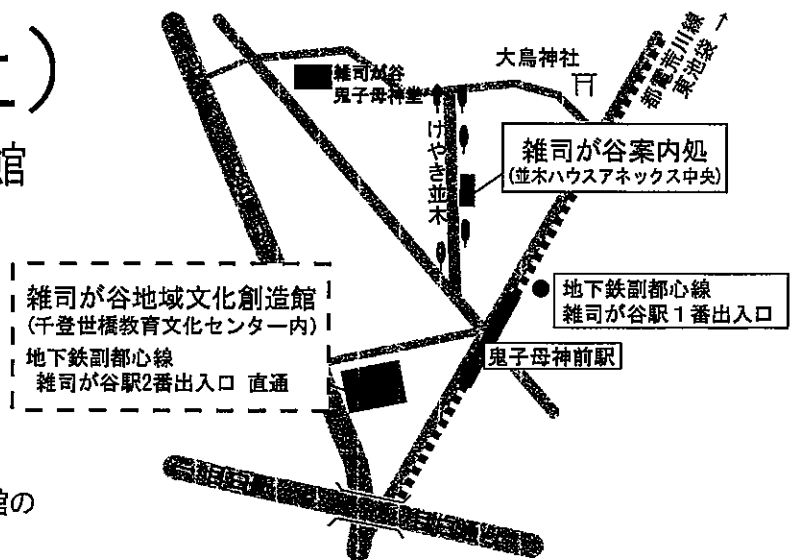 土）
館
館の
雑司が谷
鬼子母神堂
大鳥神社
都電荒川線
東池袋 →
けやき並木
雑司が谷案内処
(並木ハウスアネックス中央)
雑司が谷地域文化創造館
(千登世橋教育文化センター内)
地下鉄副都心線
雑司が谷駅2番出入口 直通
地下鉄副都心線
雑司が谷駅1番出入口
鬼子母神前駅